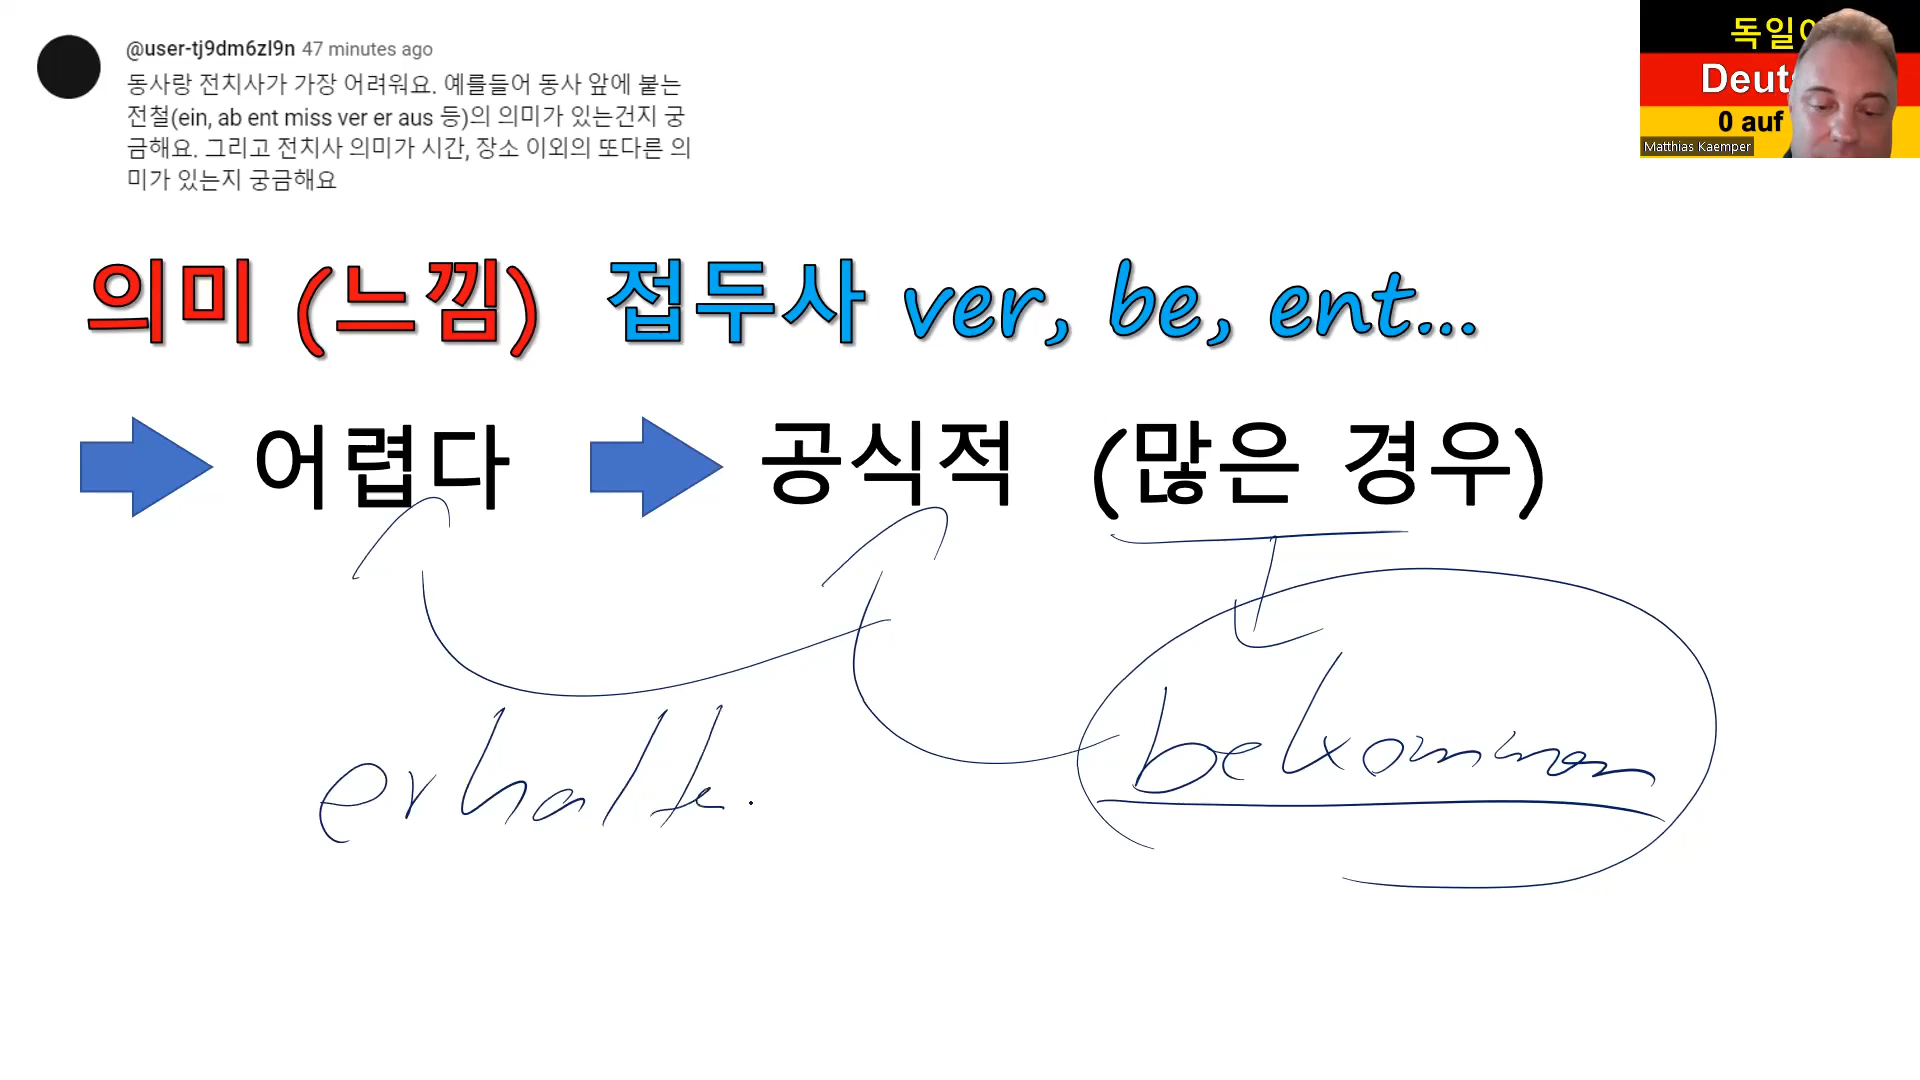 @user-tj9dm6zl9n 47 minutes ago
동사랑 전치사가 가장 어려워요. 예를들어 동사 앞에 붙는
전철(ein, ab ent miss ver er aus 등)의 의미가 있는건지 궁
금해요. 그리고 전치사 의미가 시간, 장소 이외의 또다른 의
미가 있는지 궁금해요
독일어
Deuts
0 auf
Matthias Kaemper
의미 (느낌) 접두사 ver, be, ent...
어렵다 공식적 (많은 경우)
bekommen
erhalte.